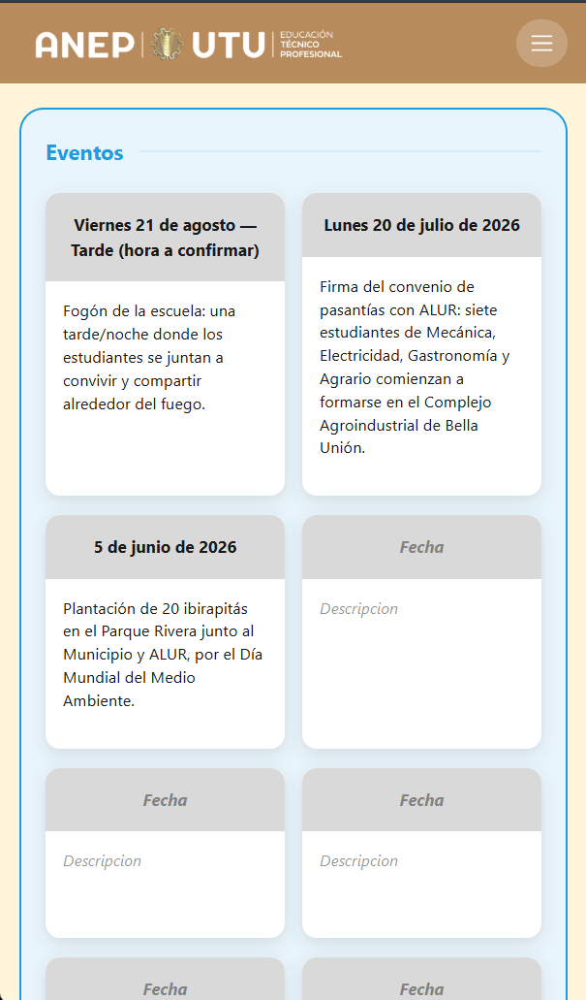 ANEP UTU EDUCACIÓN
TÉCNICO
PROFESIONAL
Eventos
Viernes 21 de agosto —
Tarde (hora a confirmar)
Fogón de la escuela: una
tarde/noche donde los
estudiantes se juntan a
convivir y compartir
alrededor del fuego.
Lunes 20 de julio de 2026
Firma del convenio de
pasantías con ALUR: siete
estudiantes de Mecánica,
Electricidad, Gastronomía y
Agrario comienzan a
formarse en el Complejo
Agroindustrial de Bella
Unión.
5 de junio de 2026
Plantación de 20 ibirapitás
en el Parque Rivera junto al
Municipio y ALUR, por el Día
Mundial del Medio
Ambiente.
Fecha
Descripcion
Fecha
Descripcion
Fecha
Descripcion
Fecha
Fecha